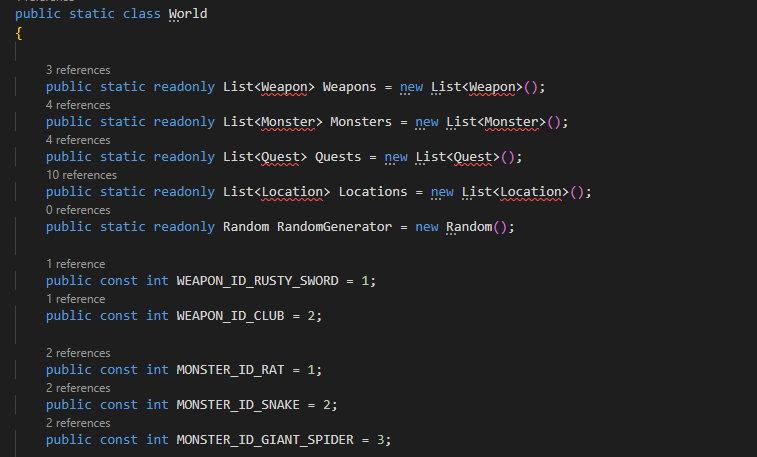 public static class World
{
3 references
public static readonly List<Weapon> Weapons = new List<Weapon>();
4 references
public static readonly List<Monster> Monsters = new List<Monster>();
4 references
public static readonly List<Quest> Quests = new List<Quest>();
10 references
public static readonly List<Location> Locations = new List<Location>();
0 references
public static readonly Random RandomGenerator = new Random();
1 reference
public const int WEAPON_ID_RUSTY_SWORD = 1;
1 reference
public const int WEAPON_ID_CLUB = 2;
2 references
public const int MONSTER_ID_RAT = 1;
2 references
public const int MONSTER_ID_SNAKE = 2;
2 references
public const int MONSTER_ID_GIANT_SPIDER = 3;